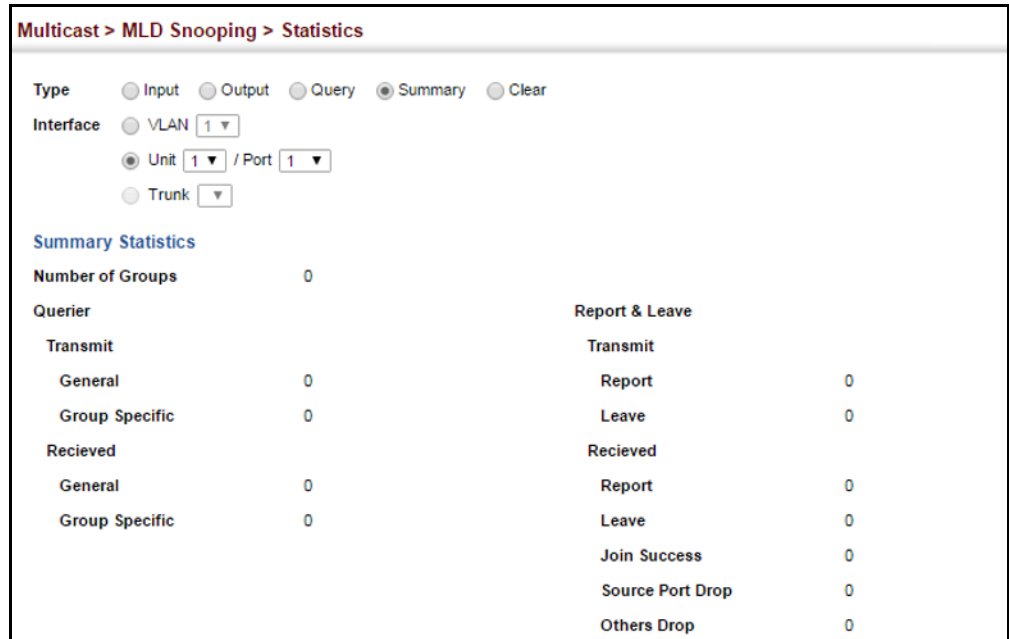 Multicast > MLD Snooping > Statistics
Type Input Output Query Summary Clear
Interface VLAN 1
Unit 1 / Port 1
Trunk
Summary Statistics
Number of Groups 0
Querier Report & Leave
Transmit Transmit
General 0 Report 0
Group Specific 0 Leave 0
Recieved Recieved
General 0 Report 0
Group Specific 0 Leave 0
Join Success 0
Source Port Drop 0
Others Drop 0